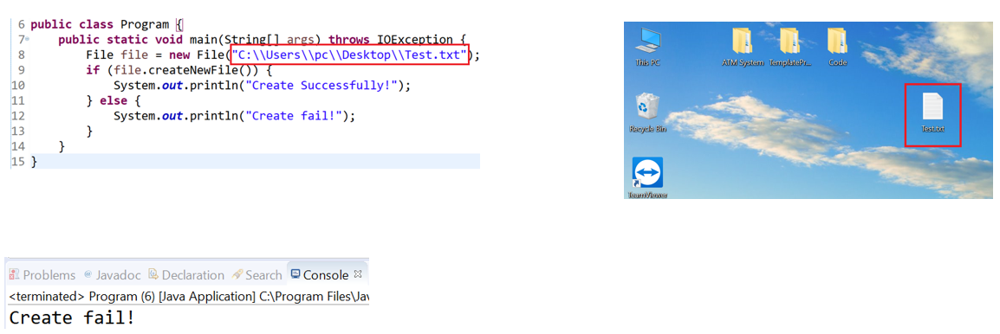 6 public class Program {
7 public static void main(String[] args) throws IOException {
8 File file = new File("C:\\Users\\pc\\Desktop\\Test.txt");
9 if (file.createNewFile()) {
10 System.out.println("Create Successfully!");
11 } else {
12 System.out.println("Create fail!");
13 }
14 }
15 }
This PC
ATM System
TemplatePr...
Code
Recycle Bin
Test.txt
TeamViewer
Problems @ Javadoc Declaration Search Console
<terminated> Program (6) [Java Application] C:\Program Files\Jav
Create fail!